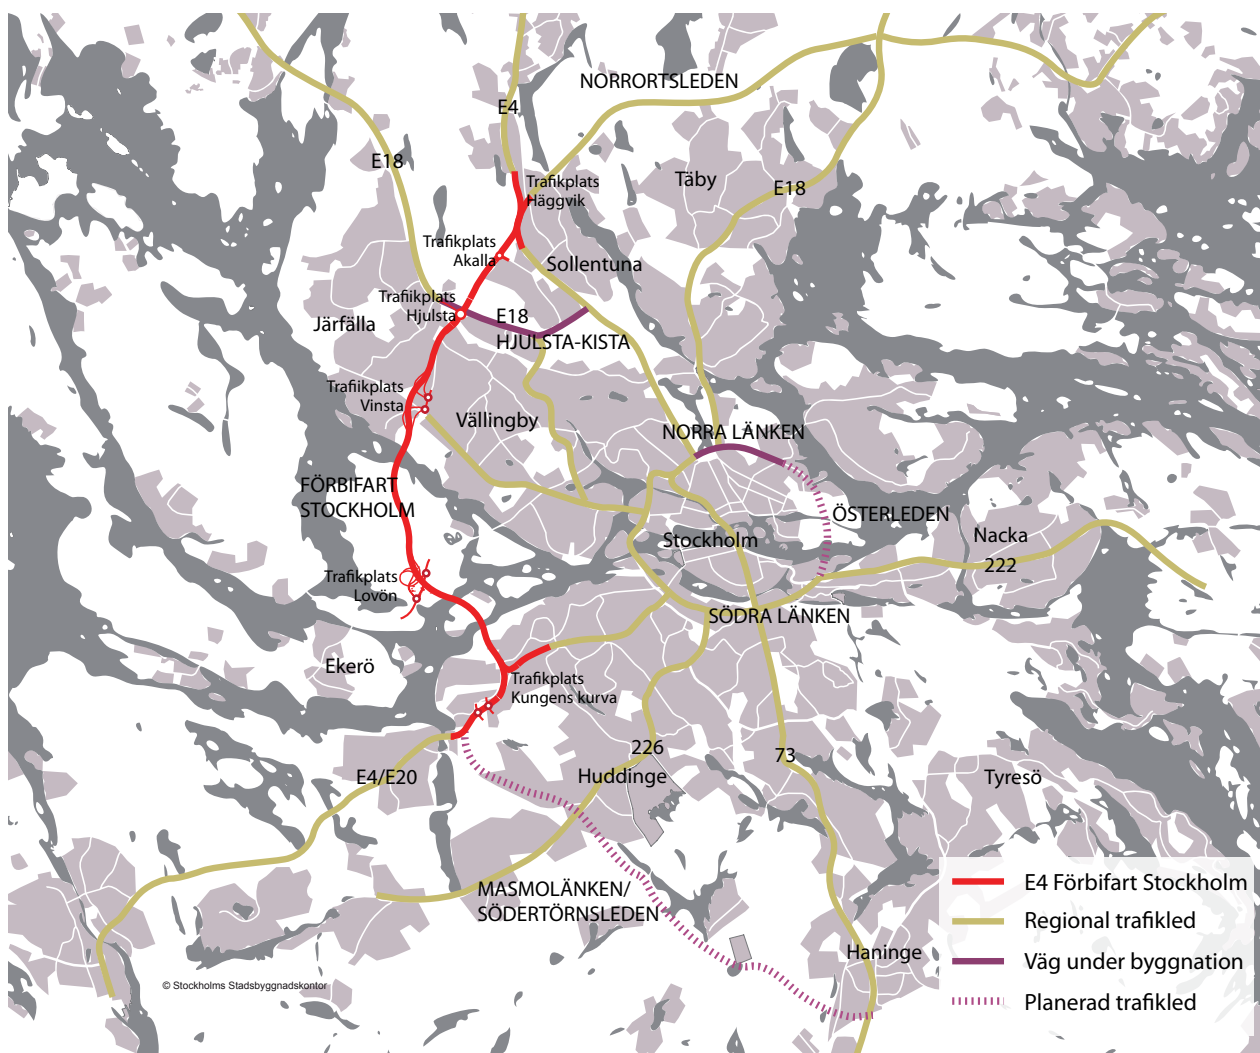 NORRORTSLEDEN
E4
E18
Trafikplats
Häggvik
Täby
E18
Trafikplats
Akalla
Sollentuna
Trafiikplats
Hjulsta
E18
Järfälla
HJULSTA-KISTA
Trafiikplats
Vinsta
Vällingby
NORRA LÄNKEN
FÖRBIFART
STOCKHOLM
ÖSTERLEDEN
Stockholm
Nacka
222
Trafikplats
Lovön
SÖDRA LÄNKEN
Ekerö
Trafikplats
Kungens kurva
226
73
E4/E20
Huddinge
Tyresö
MASMOLÄNKEN/
SÖDERTÖRNSLEDEN
Haninge
© Stockholms Stadsbyggnadskontor
E4 Förbifart Stockholm
Regional trafikled
Väg under byggnation
Planerad trafikled